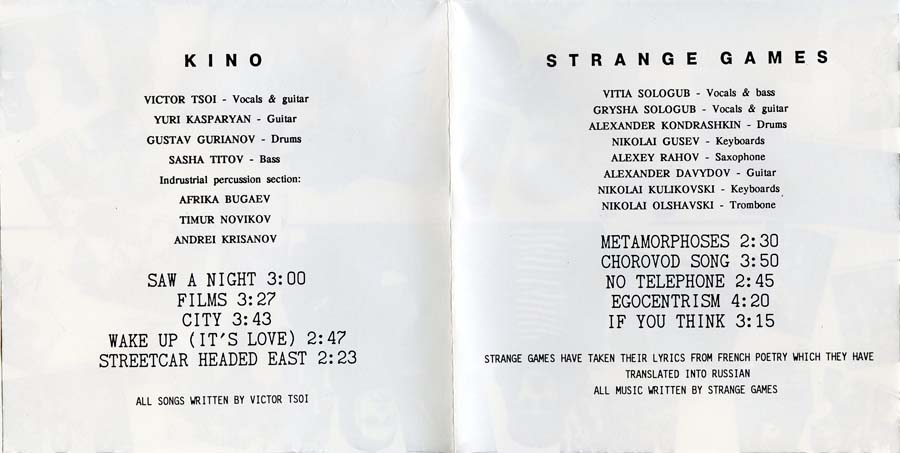 KINO
VICTOR TSOI - Vocals & guitar
YURI KASPARYAN - Guitar
GUSTAV GURIANOV - Drums
SASHA TITOV - Bass
Indrustrial percussion section:
AFRIKA BUGAEV
TIMUR NOVIKOV
ANDREI KRISANOV
SAW A NIGHT 3:00
FILMS 3:27
CITY 3:43
WAKE UP (IT'S LOVE) 2:47
STREETCAR HEADED EAST 2:23
ALL SONGS WRITTEN BY VICTOR TSOI
STRANGE GAMES
VITIA SOLOGUB - Vocals & bass
GRYSHA SOLOGUB - Vocals & guitar
ALEXANDER KONDRASHKIN - Drums
NIKOLAI GUSEV - Keyboards
ALEXEY RAHOV - Saxophone
ALEXANDER DAVYDOV - Guitar
NIKOLAI KULIKOVSKI - Keyboards
NIKOLAI OLSHAVSKI - Trombone
METAMORPHOSES 2:30
CHOROVOD SONG 3:50
NO TELEPHONE 2:45
EGOCENTRISM 4:20
IF YOU THINK 3:15
STRANGE GAMES HAVE TAKEN THEIR LYRICS FROM FRENCH POETRY WHICH THEY HAVE
TRANSLATED INTO RUSSIAN
ALL MUSIC WRITTEN BY STRANGE GAMES